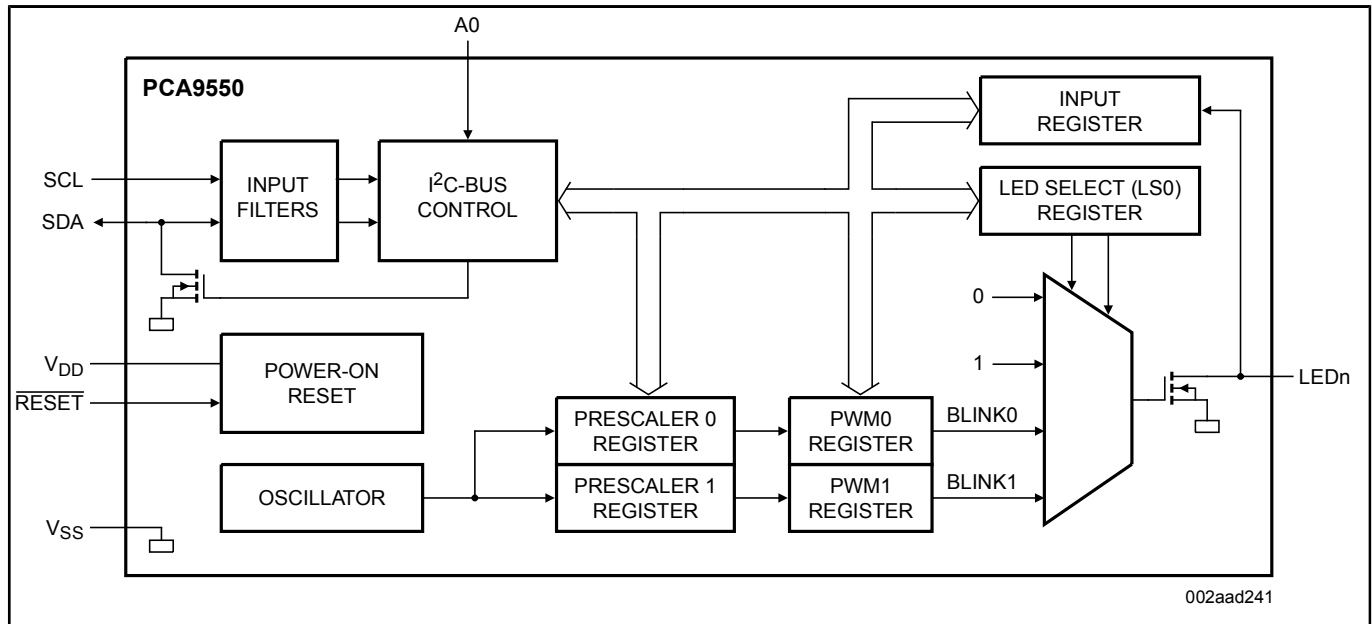 A0
PCA9550
INPUT
REGISTER
SCL
SDA
INPUT
FILTERS
I²C-BUS
CONTROL
LED SELECT (LS0)
REGISTER
0
1
VDD
RESET
POWER-ON
RESET
LEDn
PRESCALER 0
REGISTER
PWM0
REGISTER
BLINK0
OSCILLATOR
PRESCALER 1
REGISTER
PWM1
REGISTER
BLINK1
VSS
002aad241